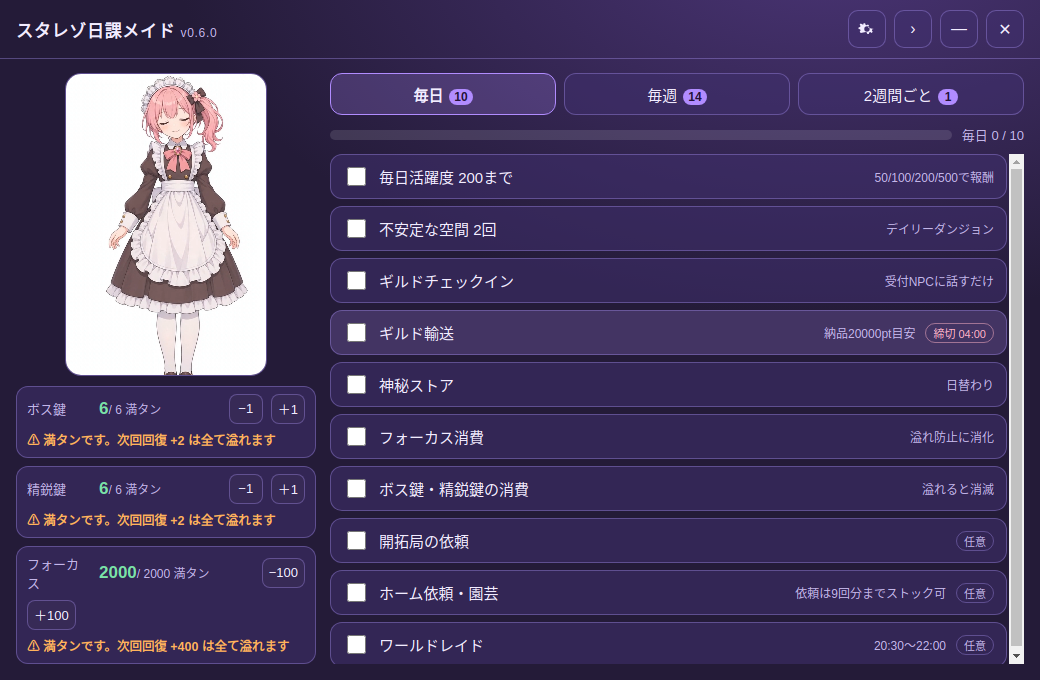 スタレゾ日課メイド v0.6.0
› — ✕
毎日 10
毎週 14
2週間ごと 1
毎日 0 / 10
毎日活躍度 200まで 50/100/200/500で報酬
不安定な空間 2回 デイリーダンジョン
ギルドチェックイン 受付NPCに話すだけ
ギルド輸送 納品20000pt目安 締切 04:00
神秘ストア 日替わり
フォーカス消費 溢れ防止に消化
ボス鍵・精鋭鍵の消費 溢れると消滅
開拓局の依頼 任意
ホーム依頼・園芸 依頼は9回分までストック可 任意
ワールドレイド 20:30〜22:00 任意
ボス鍵 6/ 6 満タン −1 ＋1
⚠ 満タンです。次回回復 +2 は全て溢れます
精鋭鍵 6/ 6 満タン −1 ＋1
⚠ 満タンです。次回回復 +2 は全て溢れます
フォーカス 2000/ 2000 満タン −100
＋100
⚠ 満タンです。次回回復 +400 は全て溢れます